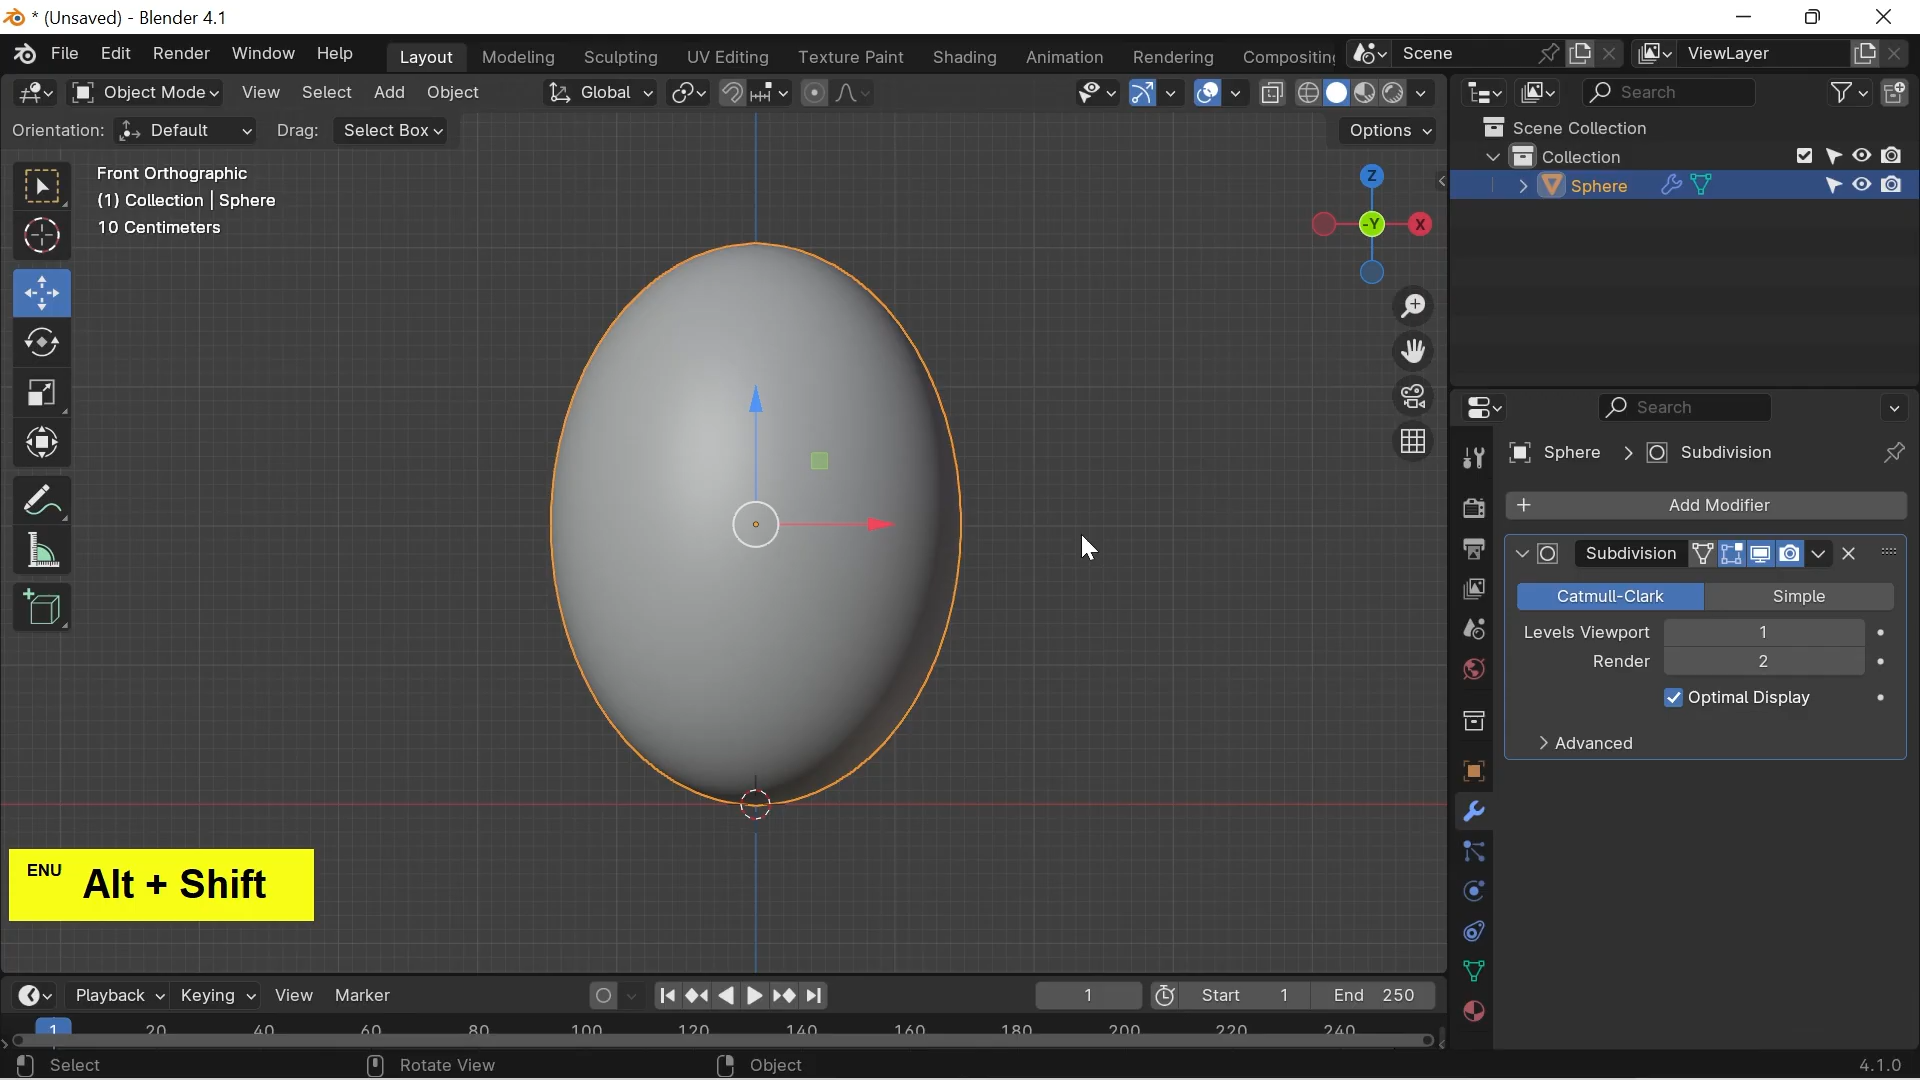 * (Unsaved) - Blender 4.1
File Edit Render Window Help
Layout Modeling Sculpting UV Editing Texture Paint Shading Animation Rendering Compositing
Scene
ViewLayer
Object Mode View Select Add Object
Global
Search
Orientation: Default Drag: Select Box
Options
Front Orthographic
(1) Collection | Sphere
10 Centimeters
Z
-Y
X
Scene Collection
Collection
Sphere
Search
Sphere > Subdivision
+ Add Modifier
Subdivision
Catmull-Clark Simple
Levels Viewport 1
Render 2
Optimal Display
Advanced
ENU Alt + Shift
Playback Keying View Marker
1
Start 1
End 250
1 20 40 60 80 100 120 140 160 180 200 220 240
Select Rotate View Object
4.1.0